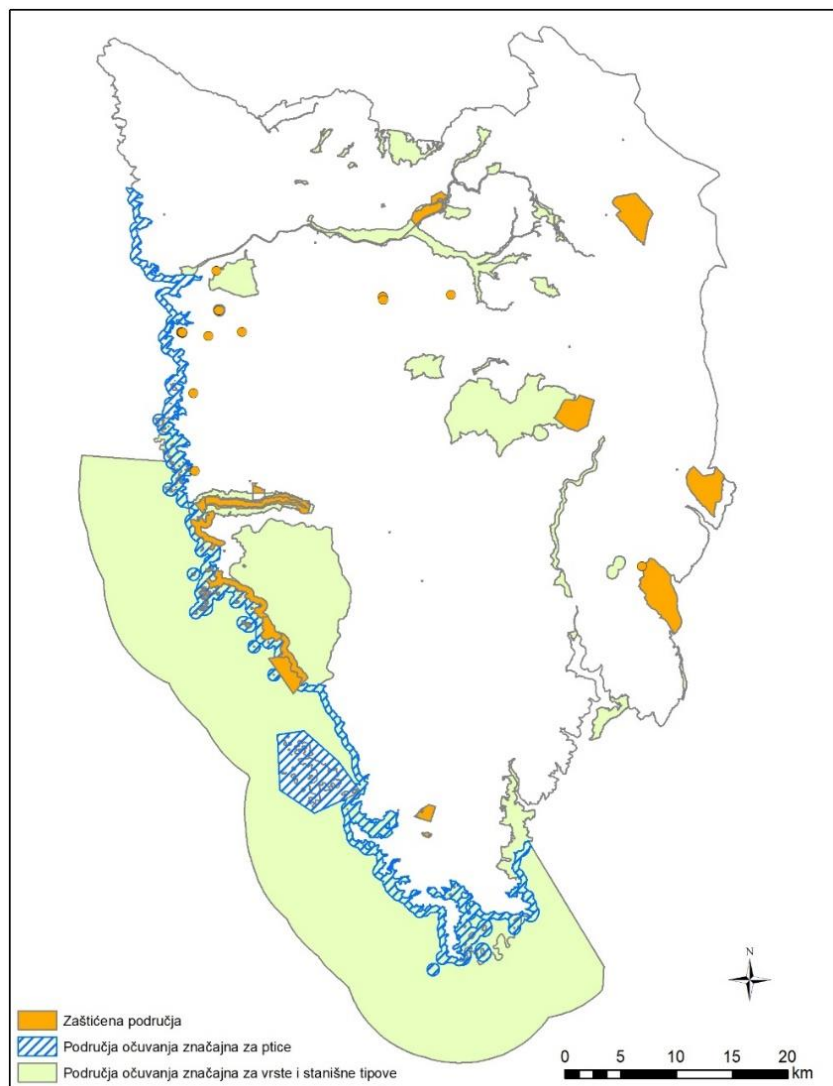 N
Zaštićena područja
Područja očuvanja značajna za ptice
Područja očuvanja značajna za vrste i stanišne tipove
0 5 10 15 20
km